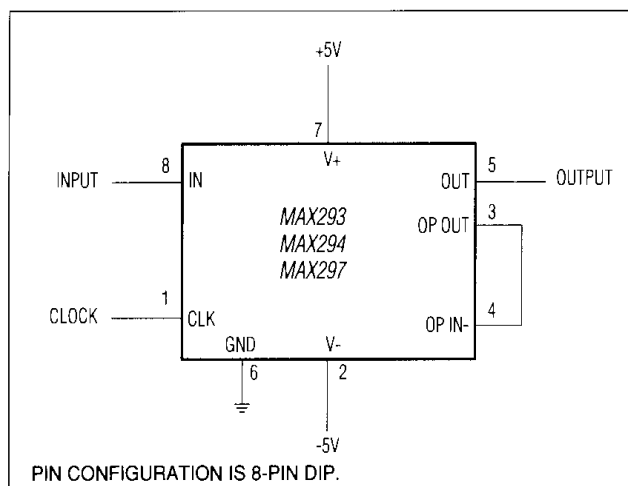 +5V
7
V+
INPUT
8
IN
OUT
5
OUTPUT
MAX293
MAX294
MAX297
OP OUT
3
CLOCK
1
CLK
OP IN-
4
GND
V-
6
2
-5V
PIN CONFIGURATION IS 8-PIN DIP.